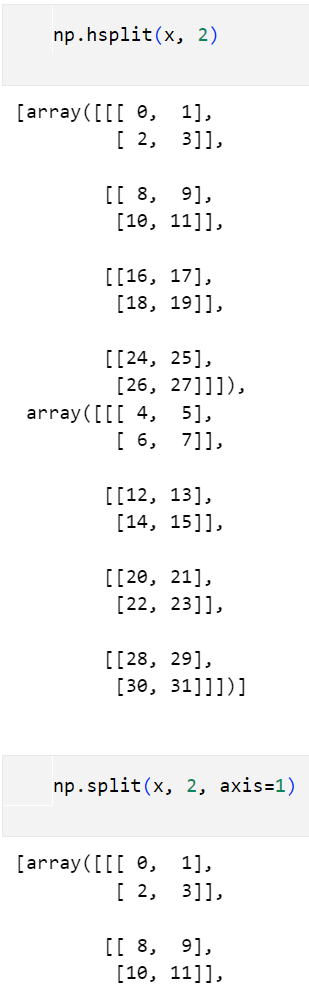 np.hsplit(x, 2)
[array([[[ 0,  1],
         [ 2,  3]],
        [[ 8,  9],
         [10, 11]],
        [[16, 17],
         [18, 19]],
        [[24, 25],
         [26, 27]]]),
 array([[[ 4,  5],
         [ 6,  7]],
        [[12, 13],
         [14, 15]],
        [[20, 21],
         [22, 23]],
        [[28, 29],
         [30, 31]]])]
np.split(x, 2, axis=1)
[array([[[ 0,  1],
         [ 2,  3]],
        [[ 8,  9],
         [10, 11]],